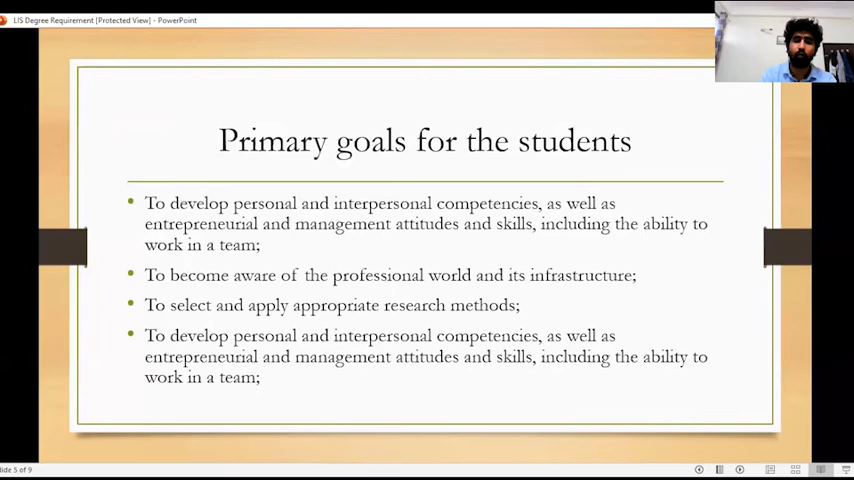 LIS Degree Requirement [Protected View] - PowerPoint
Primary goals for the students
• To develop personal and interpersonal competencies, as well as
entrepreneurial and management attitudes and skills, including the ability to
work in a team;
• To become aware of the professional world and its infrastructure;
• To select and apply appropriate research methods;
• To develop personal and interpersonal competencies, as well as
entrepreneurial and management attitudes and skills, including the ability to
work in a team;
lide 5 of 9